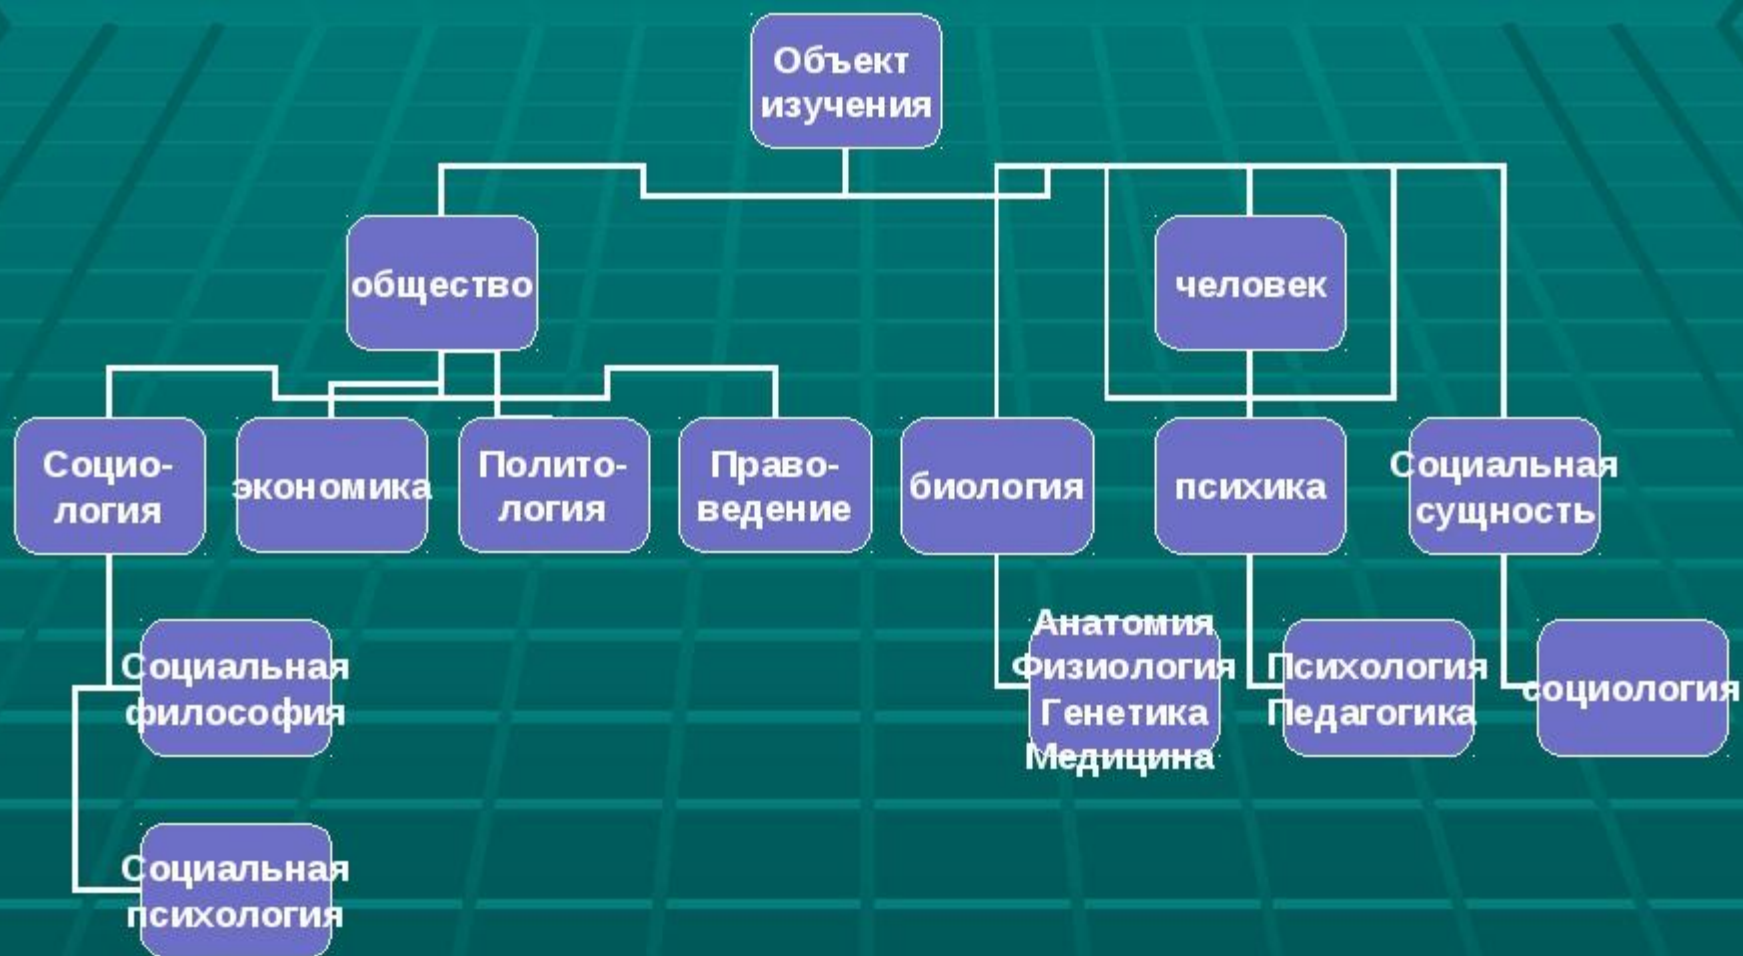 Объект
изучения
общество
человек
Социо-
логия
экономика
Полито-
логия
Право-
ведение
биология
психика
Социальная
сущность
Социальная
философия
Анатомия
Физиология
Генетика
Медицина
Психология
Педагогика
социология
Социальная
психология